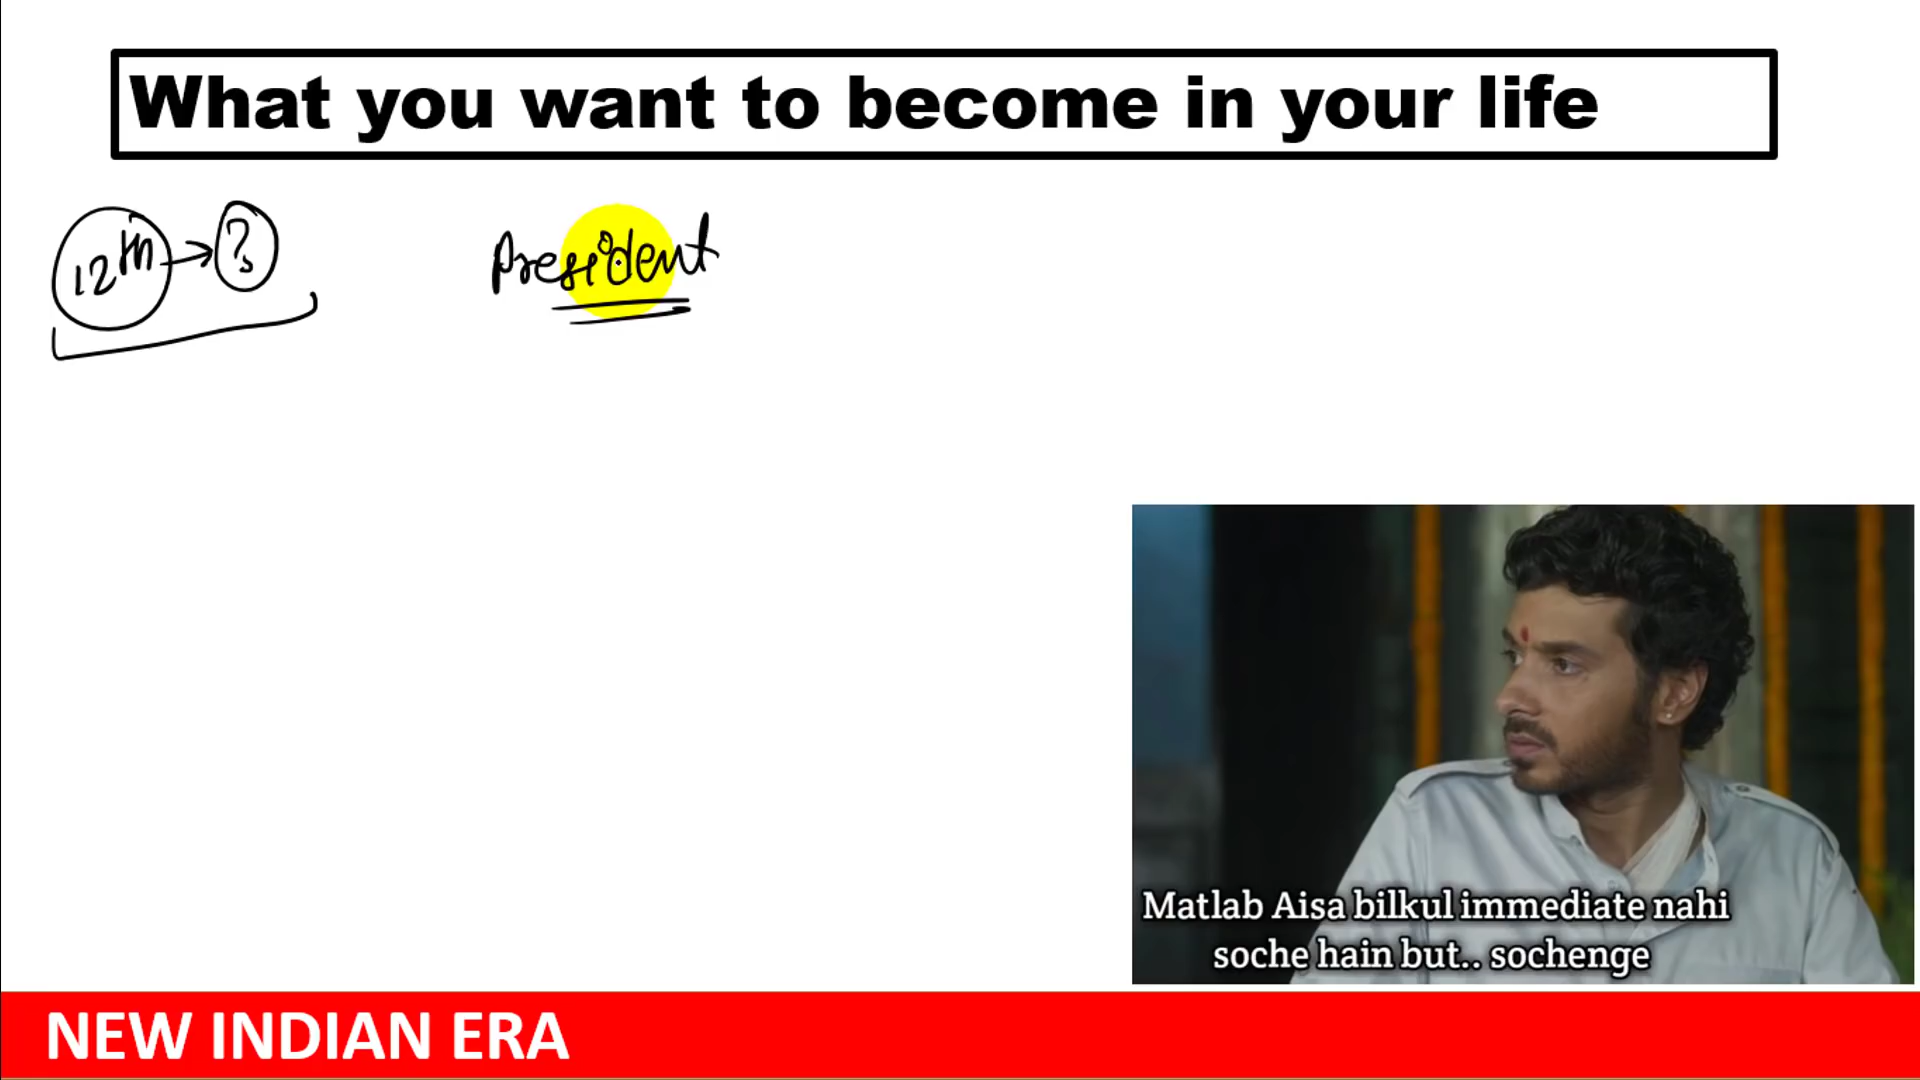 What you want to become in your life
12th → ?
President
Matlab Aisa bilkul immediate nahi
soche hain but.. sochenge
NEW INDIAN ERA